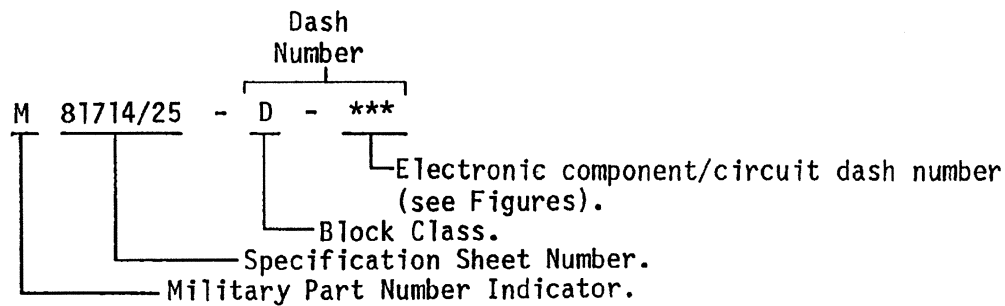 Dash
Number
M 81714/25 - D - ***
Electronic component/circuit dash number
(see Figures).
Block Class.
Specification Sheet Number.
Military Part Number Indicator.